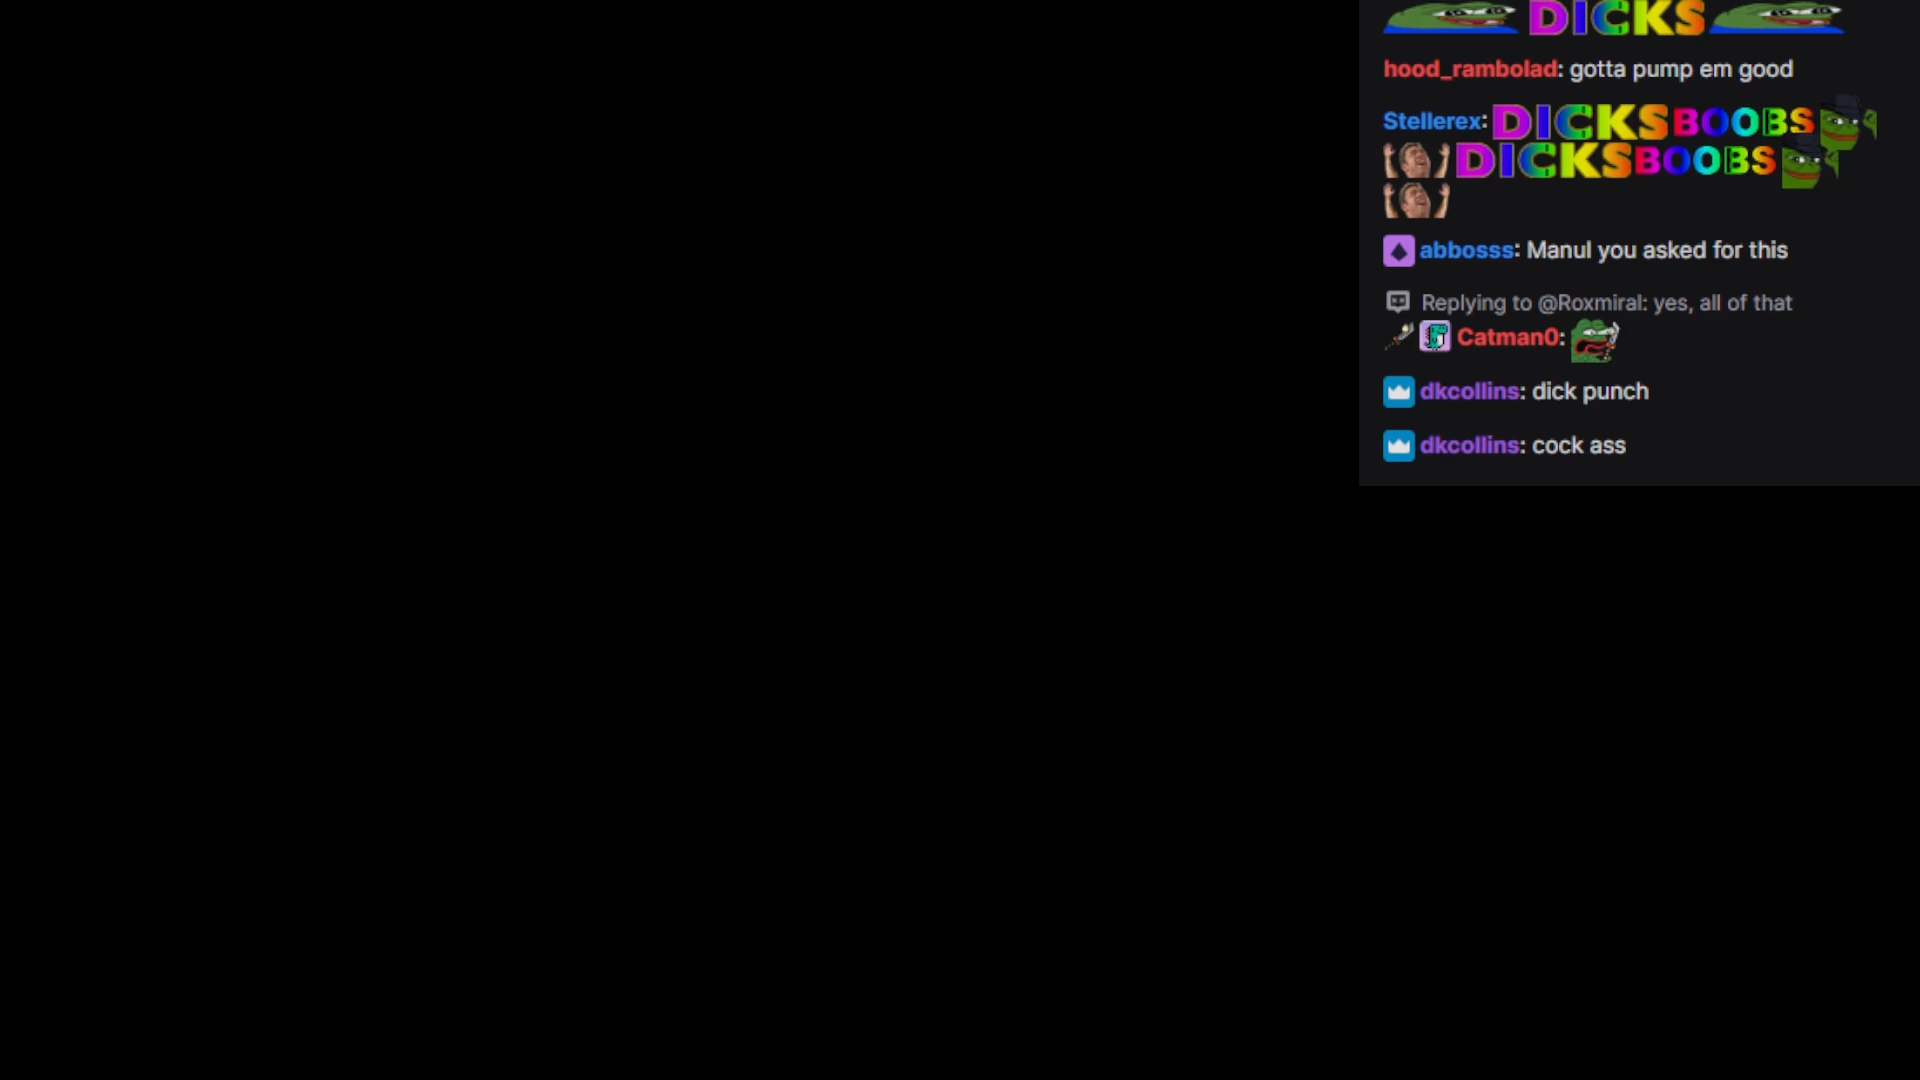 DICKS
hood_rambolad: gotta pump em good
Stellerex: DICKS BOOBS
DICKS BOOBS
abbosss: Manul you asked for this
Replying to @Roxmiral: yes, all of that
Catman0:
dkcollins: dick punch
dkcollins: cock ass